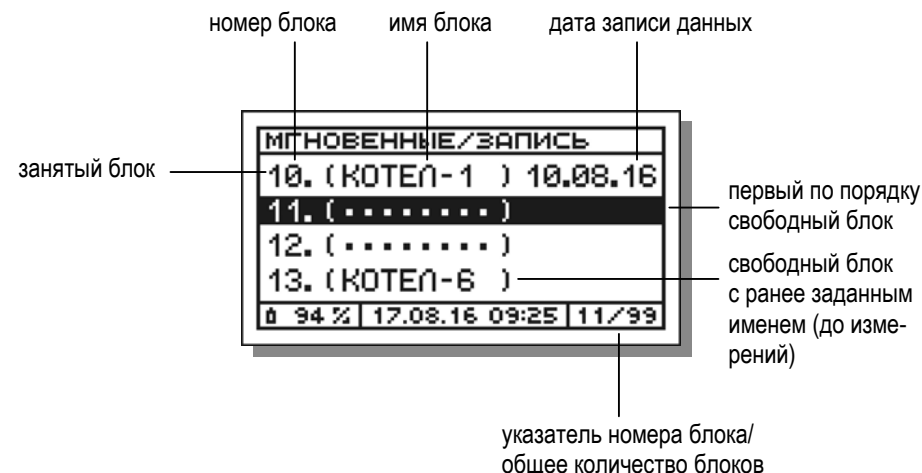 номер блока имя блока дата записи данных
занятый блок
МГНОВЕННЫЕ/ЗАПИСЬ
10. (КОТЕЛ-1 ) 10.08.16
11. (········)
12. (········)
13. (КОТЕЛ-6 )
94 % 17.08.16 09:25 11/99
первый по порядку
свободный блок
свободный блок
с ранее заданным
именем (до изме-
рений)
указатель номера блока/
общее количество блоков